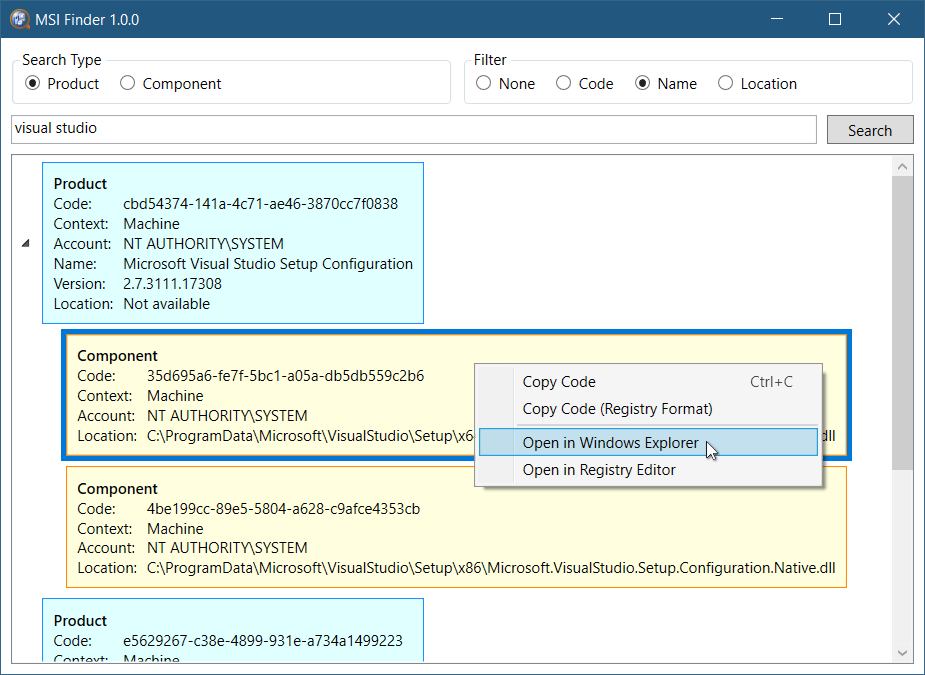 MSI Finder 1.0.0
Search Type
Product Component
Filter
None Code Name Location
visual studio
Search
Product
Code: cbd54374-141a-4c71-ae46-3870cc7f0838
Context: Machine
Account: NT AUTHORITY\SYSTEM
Name: Microsoft Visual Studio Setup Configuration
Version: 2.7.3111.17308
Location: Not available
Component
Code: 35d695a6-fe7f-5bc1-a05a-db5db559c2b6
Context: Machine
Account: NT AUTHORITY\SYSTEM
Location: C:\ProgramData\Microsoft\VisualStudio\Setup\x6 dll
Copy Code Ctrl+C
Copy Code (Registry Format)
Open in Windows Explorer
Open in Registry Editor
Component
Code: 4be199cc-89e5-5804-a628-c9afce4353cb
Context: Machine
Account: NT AUTHORITY\SYSTEM
Location: C:\ProgramData\Microsoft\VisualStudio\Setup\x86\Microsoft.VisualStudio.Setup.Configuration.Native.dll
Product
Code: e5629267-c38e-4899-931e-a734a1499223
Context: Machine